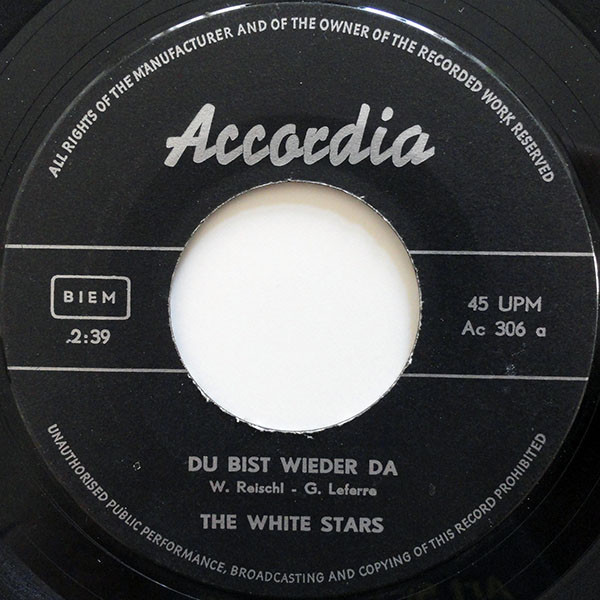 ALL RIGHTS OF THE MANUFACTURER AND OF THE OWNER OF THE RECORDED WORK RESERVED
Accordia
BIEM
2:39
45 UPM
Ac 306 a
DU BIST WIEDER DA
W. Reischl - G. Leferre
THE WHITE STARS
UNAUTHORISED PUBLIC PERFORMANCE, BROADCASTING AND COPYING OF THIS RECORD PROHIBITED